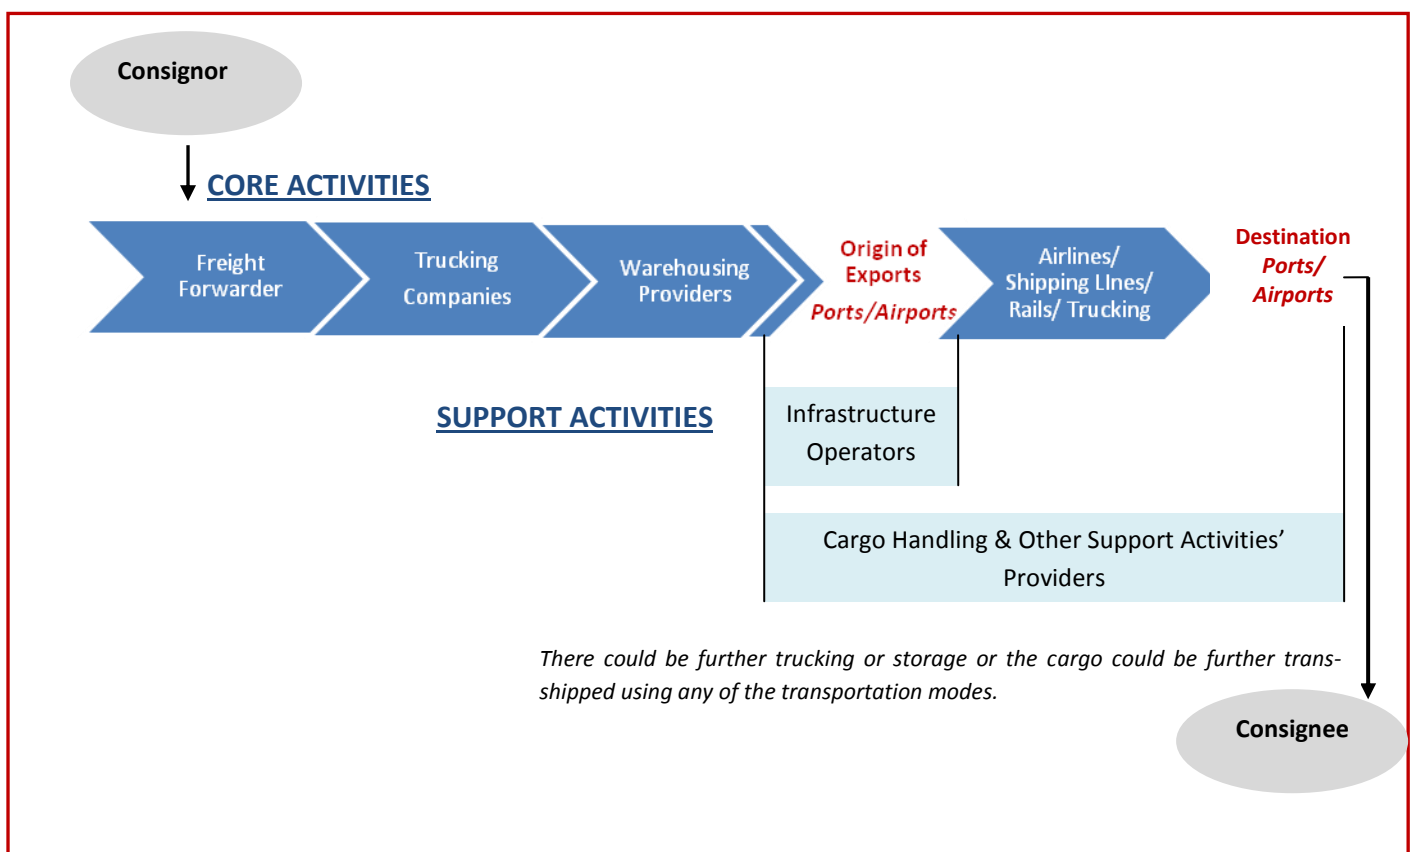 Consignor
CORE ACTIVITIES
Freight
Forwarder
Trucking
Companies
Warehousing
Providers
Origin of
Exports
Ports/Airports
Airlines/
Shipping LInes/
Rails/ Trucking
Destination
Ports/
Airports
SUPPORT ACTIVITIES
Infrastructure
Operators
Cargo Handling & Other Support Activities’
Providers
There could be further trucking or storage or the cargo could be further trans-
shipped using any of the transportation modes.
Consignee